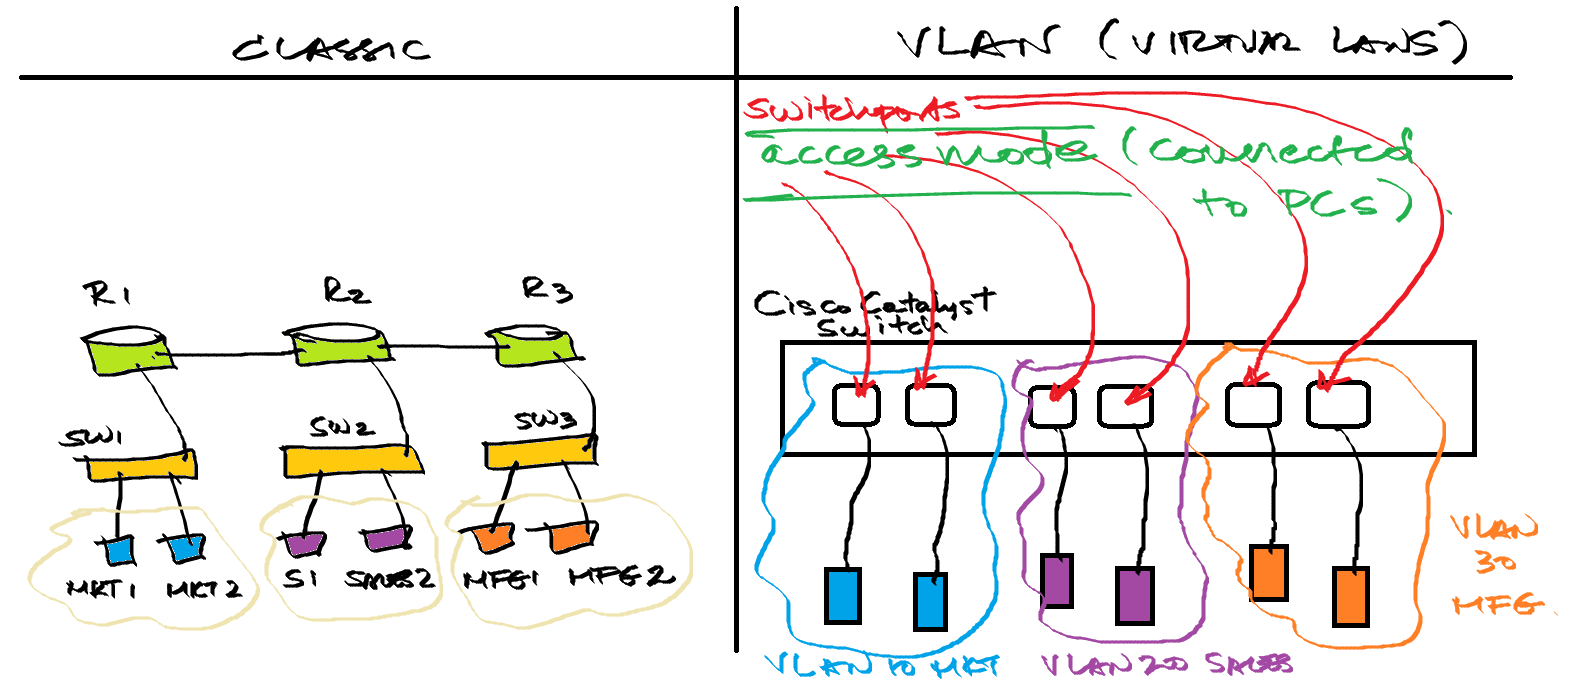 CLASSIC
VLAN (VIRTUAL LANS)
switchports
access mode (connected
to PCs).
R1
R2
R3
SW1
SW2
SW3
MKT1
MKT2
S1
SALES2
MFG1
MFG2
Cisco Catalyst
Switch
VLAN 10 MKT
VLAN 20 SALES
VLAN
30
MFG